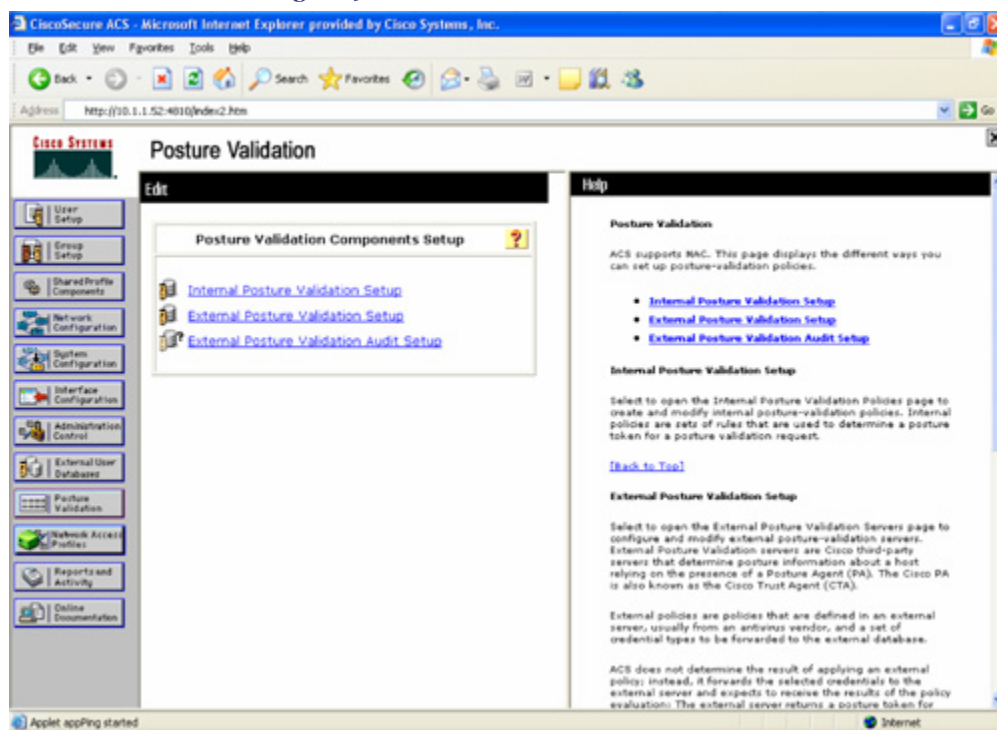 CiscoSecure ACS - Microsoft Internet Explorer provided by Cisco Systems, Inc.
File Edit View Favorites Tools Help
Back Search Favorites
Address http://10.1.1.52:4810/index2.htm Go
CISCO SYSTEMS
Posture Validation
User Setup
Group Setup
Shared Profile Components
Network Configuration
System Configuration
Interface Configuration
Administration Control
External User Databases
Posture Validation
Network Access Profiles
Reports and Activity
Online Documentation
Edit
Posture Validation Components Setup
Internal Posture Validation Setup
External Posture Validation Setup
External Posture Validation Audit Setup
Help
Posture Validation
ACS supports NAC. This page displays the different ways you
can set up posture-validation policies.
• Internal Posture Validation Setup
• External Posture Validation Setup
• External Posture Validation Audit Setup
Internal Posture Validation Setup
Select to open the Internal Posture Validation Policies page to
create and modify internal posture-validation policies. Internal
policies are sets of rules that are used to determine a posture
token for a posture validation request.
[Back to Top]
External Posture Validation Setup
Select to open the External Posture Validation Servers page to
configure and modify external posture-validation servers.
External Posture Validation servers are Cisco third-party
servers that determine posture information about a host
relying on the presence of a Posture Agent (PA). The Cisco PA
is also known as the Cisco Trust Agent (CTA).
External policies are policies that are defined in an external
server, usually from an antivirus vendor, and a set of
credential types to be forwarded to the external database.
ACS does not determine the result of applying an external
policy; instead, it forwards the selected credentials to the
external server and expects to receive the results of the policy
evaluation: The external server returns a posture token for
Applet appPing started
Internet